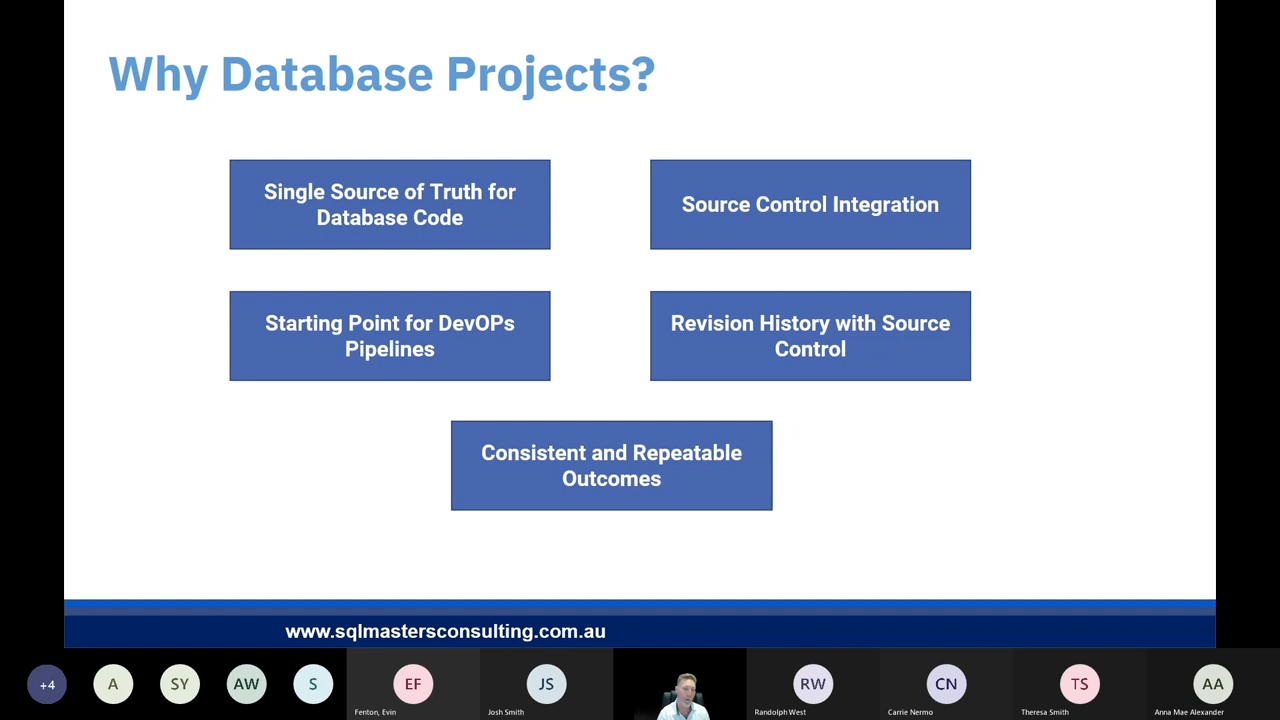 Why Database Projects?
Single Source of Truth for
Database Code
Source Control Integration
Starting Point for DevOPs
Pipelines
Revision History with Source
Control
Consistent and Repeatable
Outcomes
www.sqlmastersconsulting.com.au
+4
A
SY
AW
S
EF
JS
RW
CN
TS
AA
Fenton, Evin
Josh Smith
Randolph West
Carrie Nermo
Theresa Smith
Anna Mae Alexander